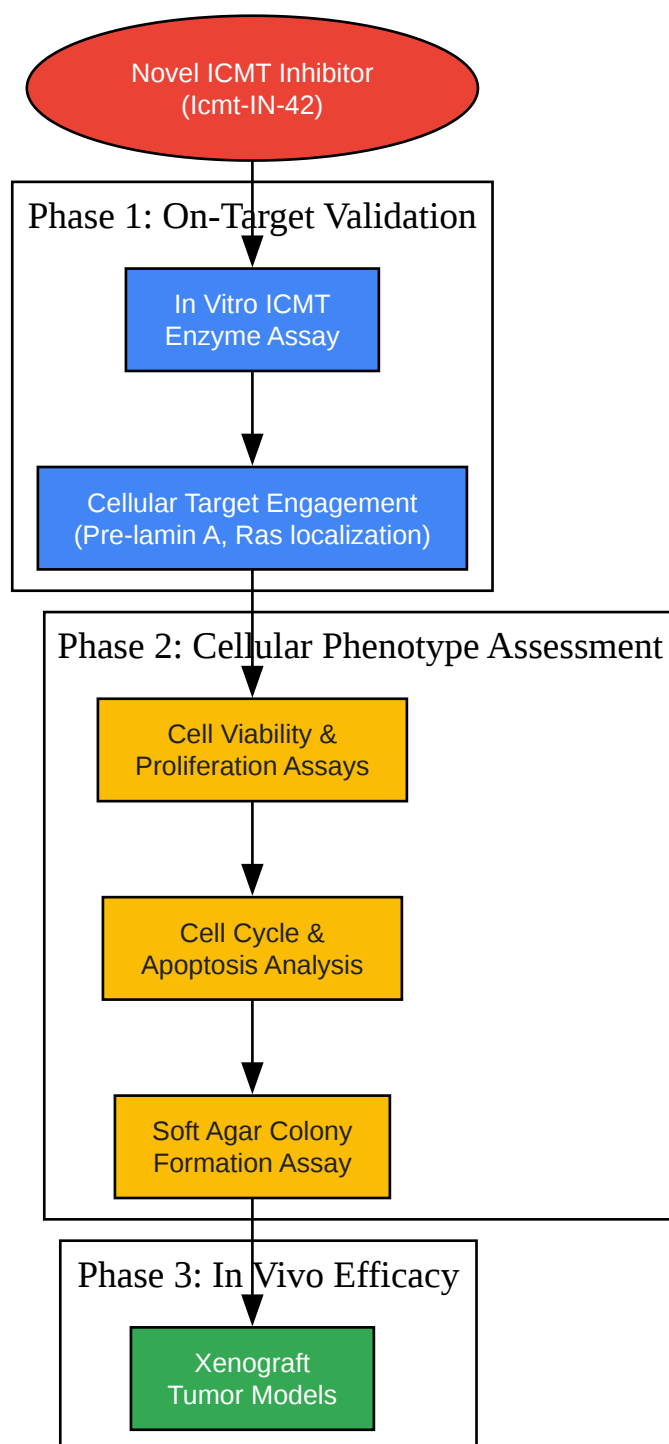 Novel ICMT Inhibitor
(Icmt-IN-42)
Phase 1: On-Target Validation
In Vitro ICMT
Enzyme Assay
Cellular Target Engagement
(Pre-lamin A, Ras localization)
Phase 2: Cellular Phenotype Assessment
Cell Viability &
Proliferation Assays
Cell Cycle &
Apoptosis Analysis
Soft Agar Colony
Formation Assay
Phase 3: In Vivo Efficacy
Xenograft
Tumor Models